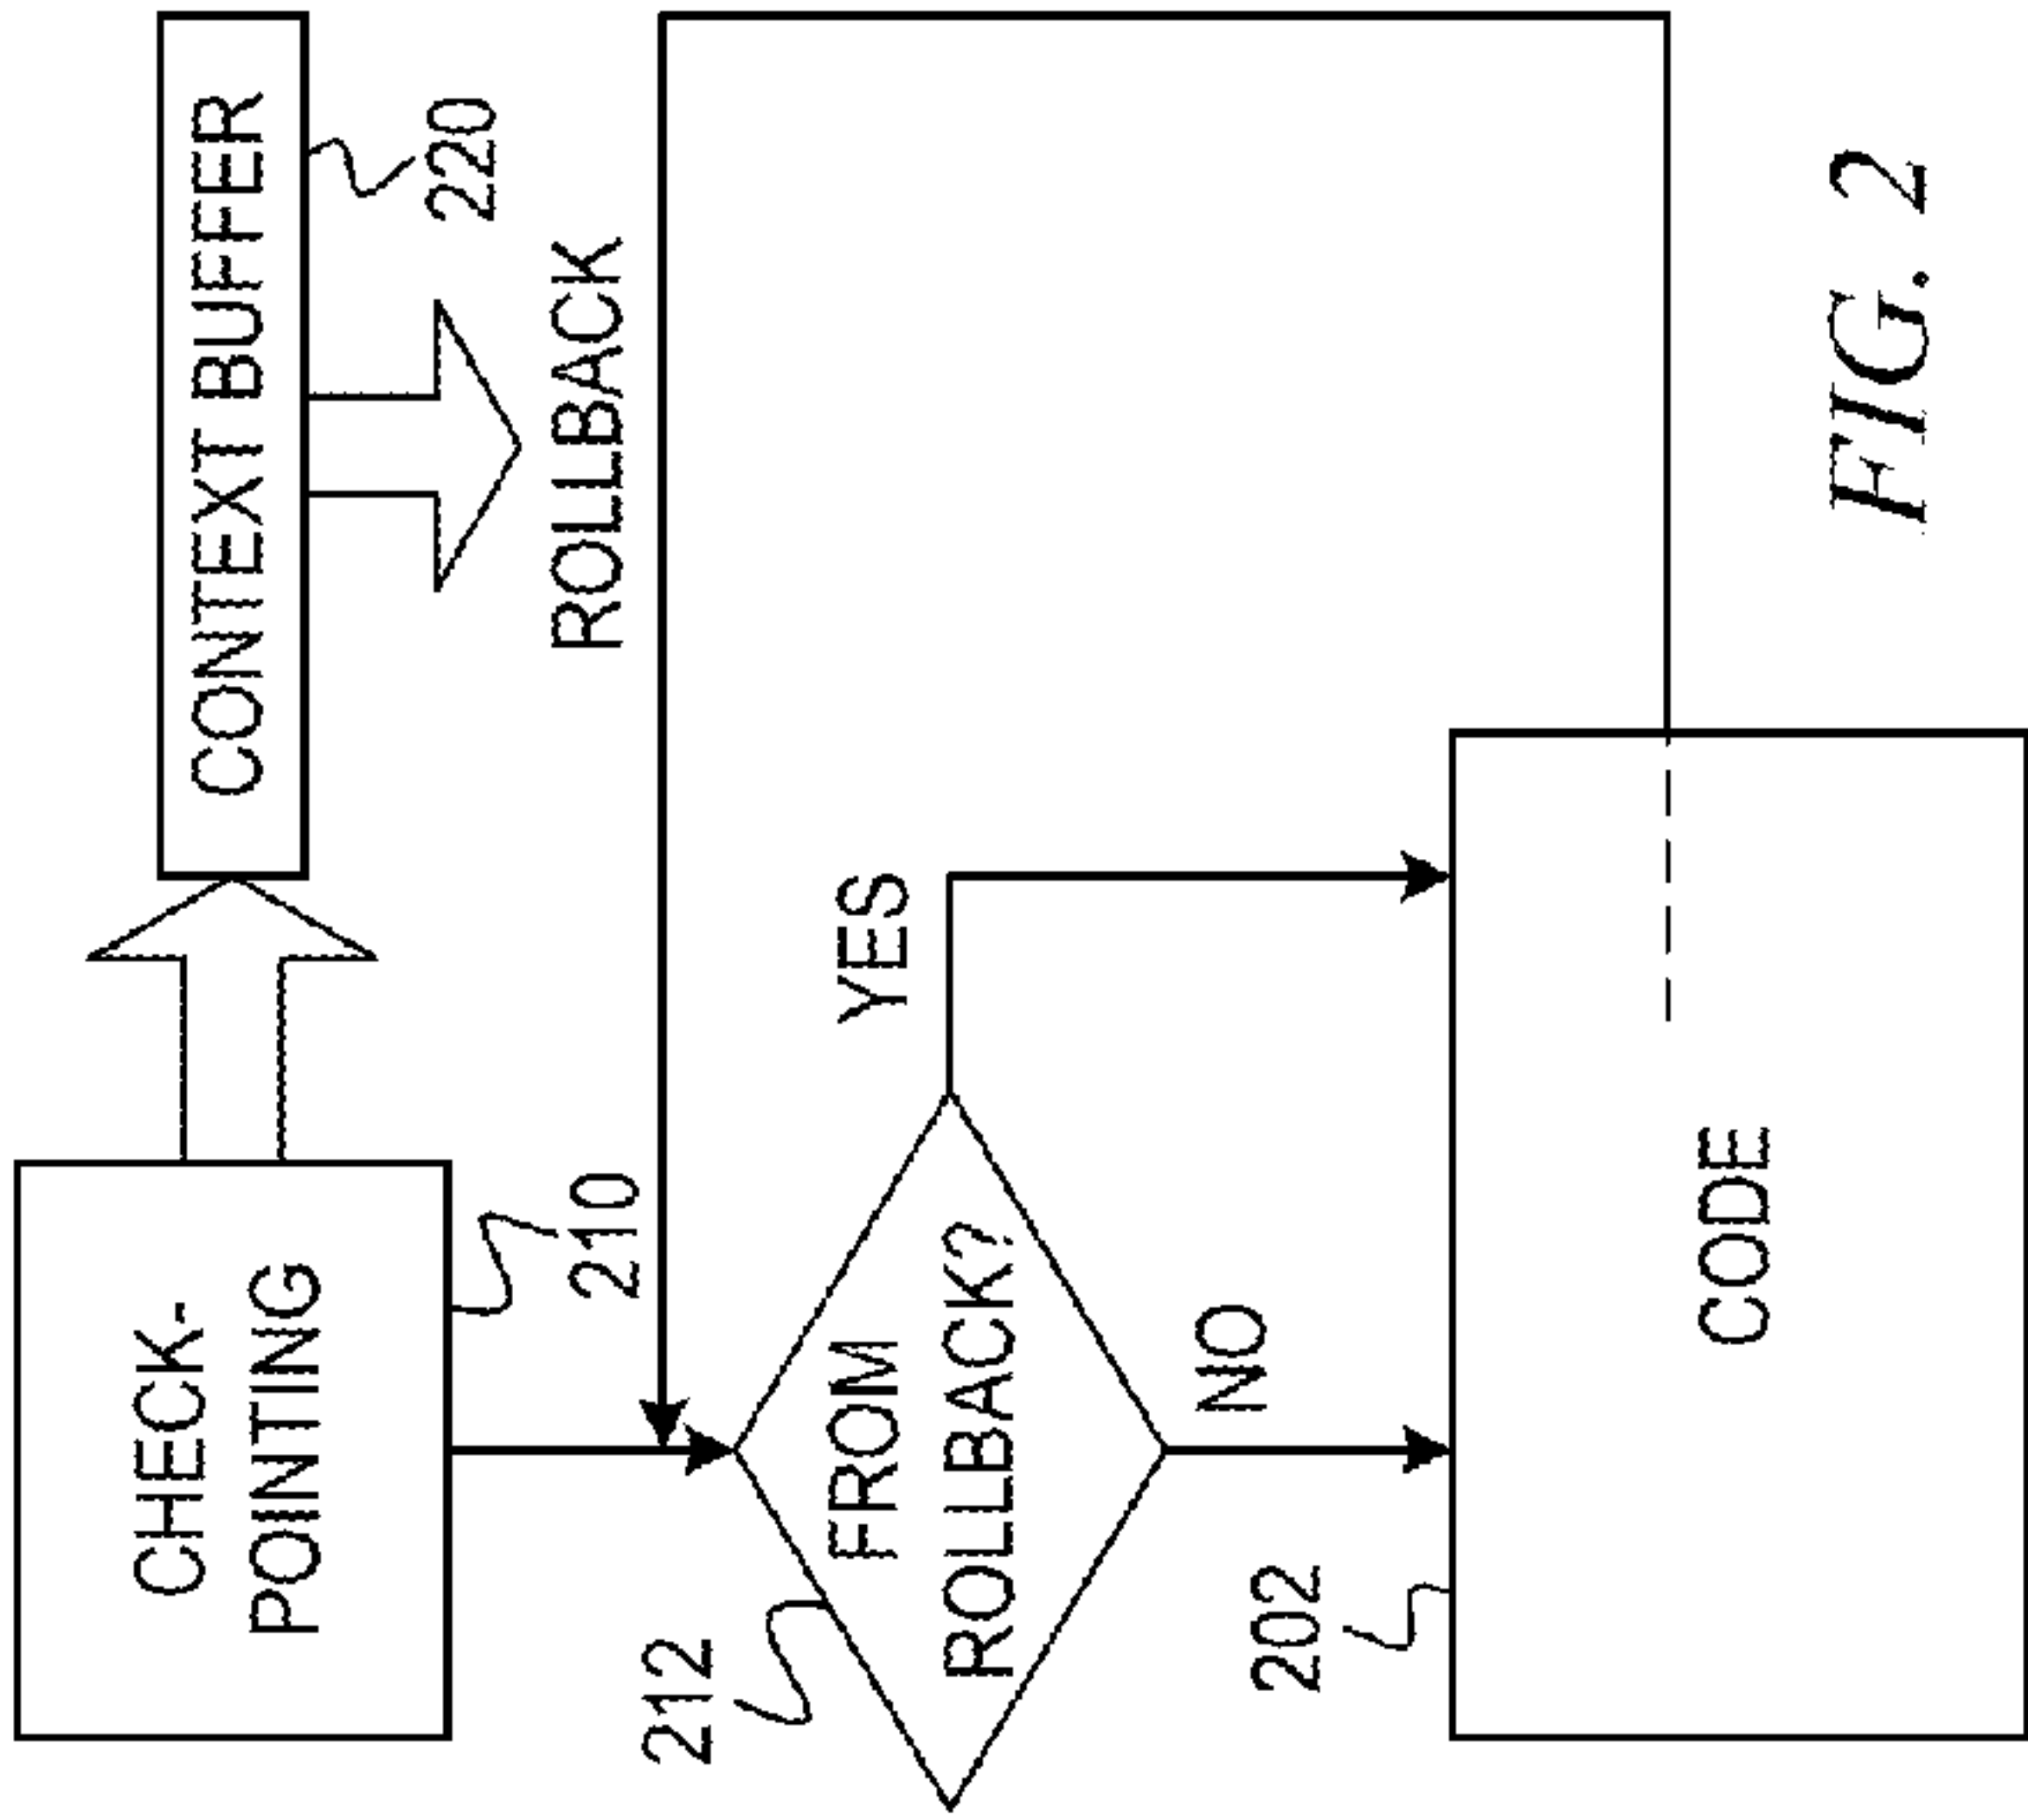 CHECK-
POINTING
210
CONTEXT BUFFER
220
ROLLBACK
212
FROM
ROLLBACK?
YES
NO
202
CODE
FIG. 2